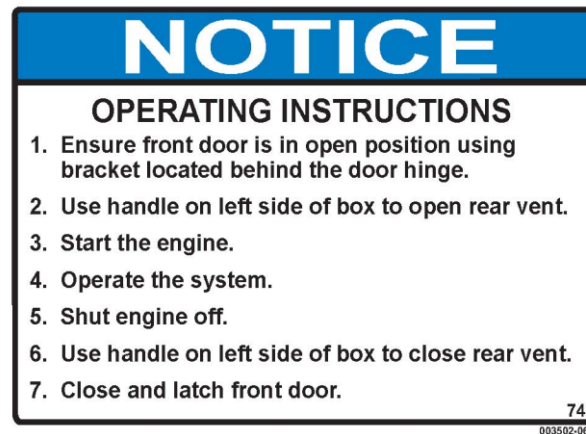 NOTICE
OPERATING INSTRUCTIONS
1. Ensure front door is in open position using
bracket located behind the door hinge.
2. Use handle on left side of box to open rear vent.
3. Start the engine.
4. Operate the system.
5. Shut engine off.
6. Use handle on left side of box to close rear vent.
7. Close and latch front door.
74
003502-06